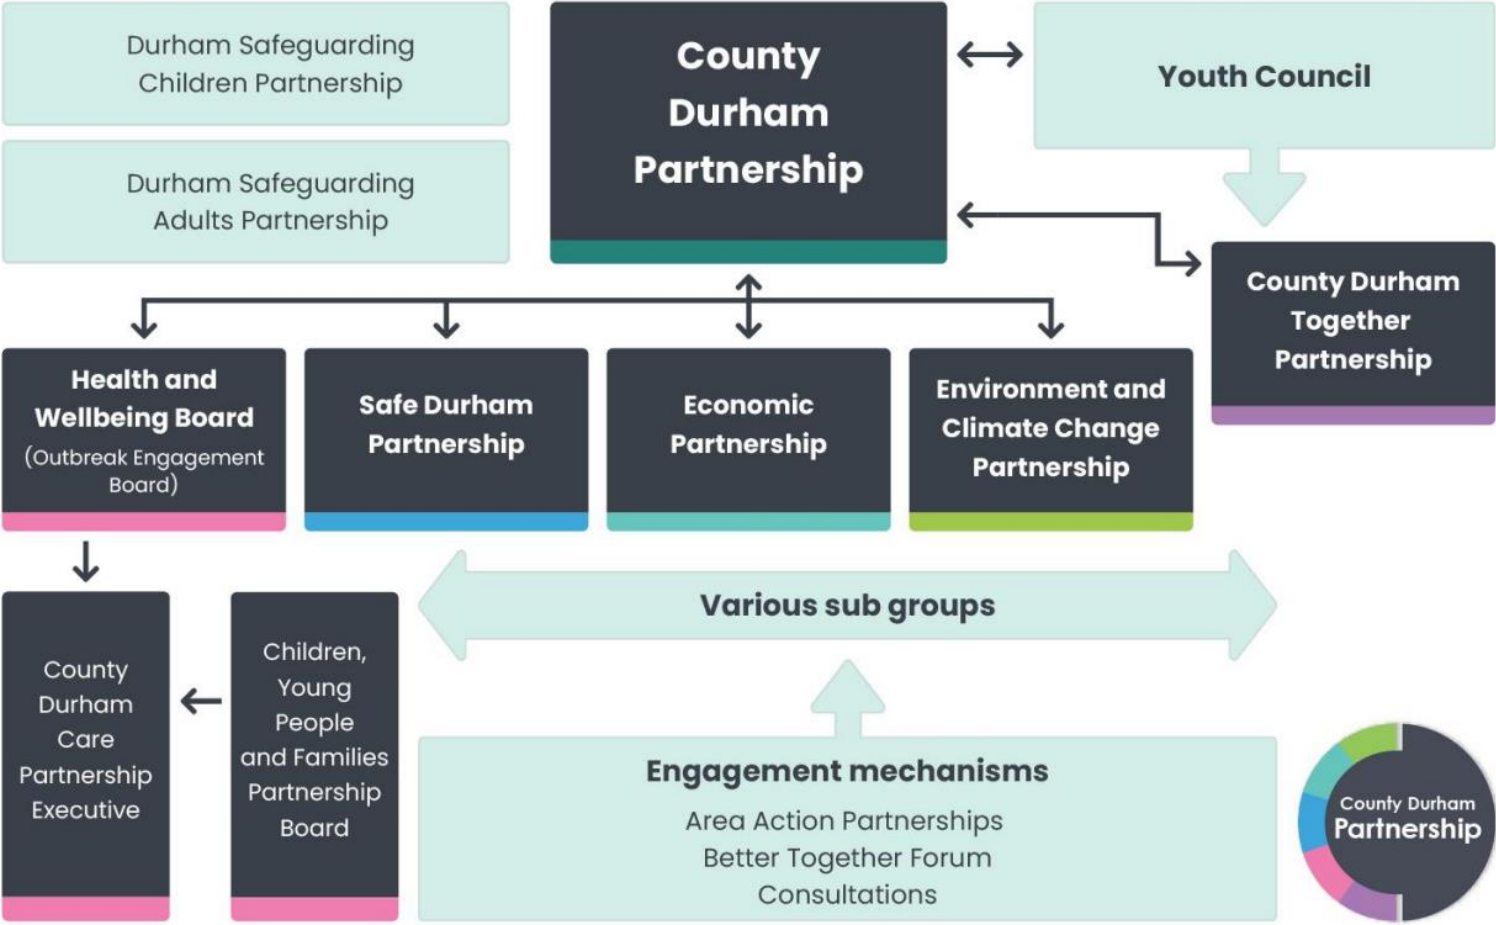 Durham Safeguarding
Children Partnership
Durham Safeguarding
Adults Partnership
County
Durham
Partnership
Youth Council
County Durham
Together
Partnership
Health and
Wellbeing Board
(Outbreak Engagement
Board)
Safe Durham
Partnership
Economic
Partnership
Environment and
Climate Change
Partnership
County
Durham
Care
Partnership
Executive
Children,
Young
People
and Families
Partnership
Board
Various sub groups
Engagement mechanisms
Area Action Partnerships
Better Together Forum
Consultations
County Durham
Partnership